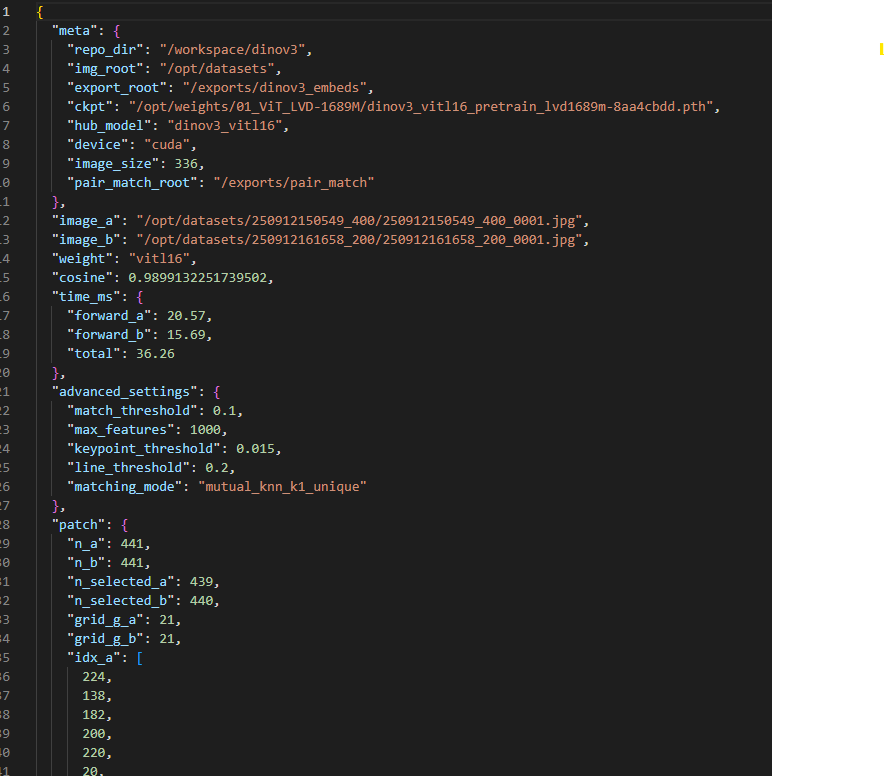 1 {
2 "meta": {
3 "repo_dir": "/workspace/dinov3",
4 "img_root": "/opt/datasets",
5 "export_root": "/exports/dinov3_embeds",
6 "ckpt": "/opt/weights/01_ViT_LVD-1689M/dinov3_vitl16_pretrain_lvd1689m-8aa4cbdd.pth",
7 "hub_model": "dinov3_vitl16",
8 "device": "cuda",
9 "image_size": 336,
10 "pair_match_root": "/exports/pair_match"
11 },
12 "image_a": "/opt/datasets/250912150549_400/250912150549_400_0001.jpg",
13 "image_b": "/opt/datasets/250912161658_200/250912161658_200_0001.jpg",
14 "weight": "vitl16",
15 "cosine": 0.9899132251739502,
16 "time_ms": {
17 "forward_a": 20.57,
18 "forward_b": 15.69,
19 "total": 36.26
20 },
21 "advanced_settings": {
22 "match_threshold": 0.1,
23 "max_features": 1000,
24 "keypoint_threshold": 0.015,
25 "line_threshold": 0.2,
26 "matching_mode": "mutual_knn_k1_unique"
27 },
28 "patch": {
29 "n_a": 441,
30 "n_b": 441,
31 "n_selected_a": 439,
32 "n_selected_b": 440,
33 "grid_g_a": 21,
34 "grid_g_b": 21,
35 "idx_a": [
36 224,
37 138,
38 182,
39 200,
40 220,
41 20,